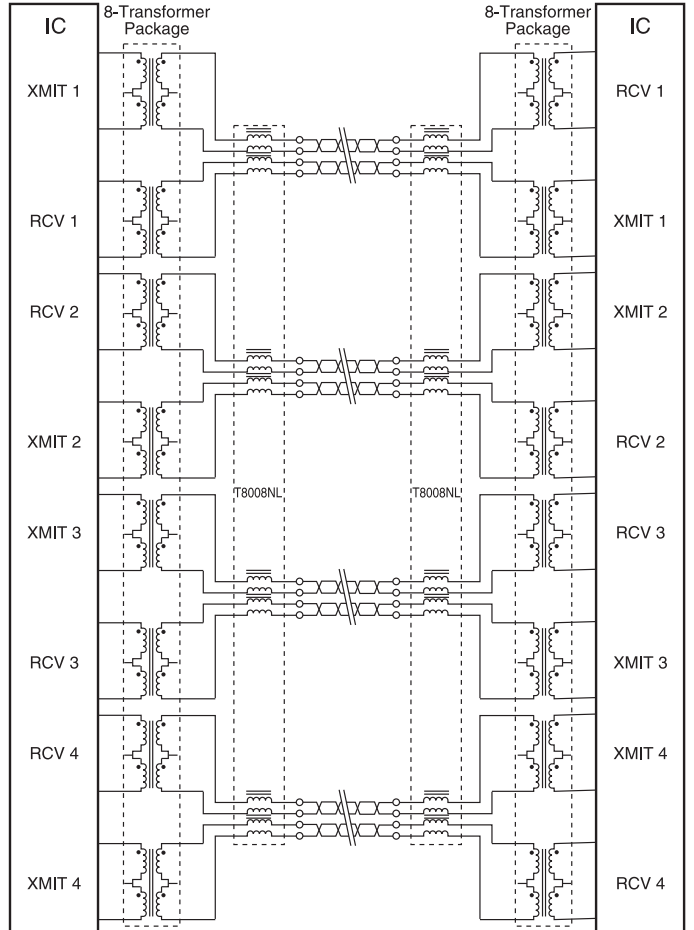 IC
8-Transformer
Package
8-Transformer
Package
IC
XMIT 1
RCV 1
RCV 1
XMIT 1
RCV 2
XMIT 2
XMIT 2
RCV 2
T8008NL
T8008NL
XMIT 3
RCV 3
RCV 3
XMIT 3
RCV 4
XMIT 4
XMIT 4
RCV 4